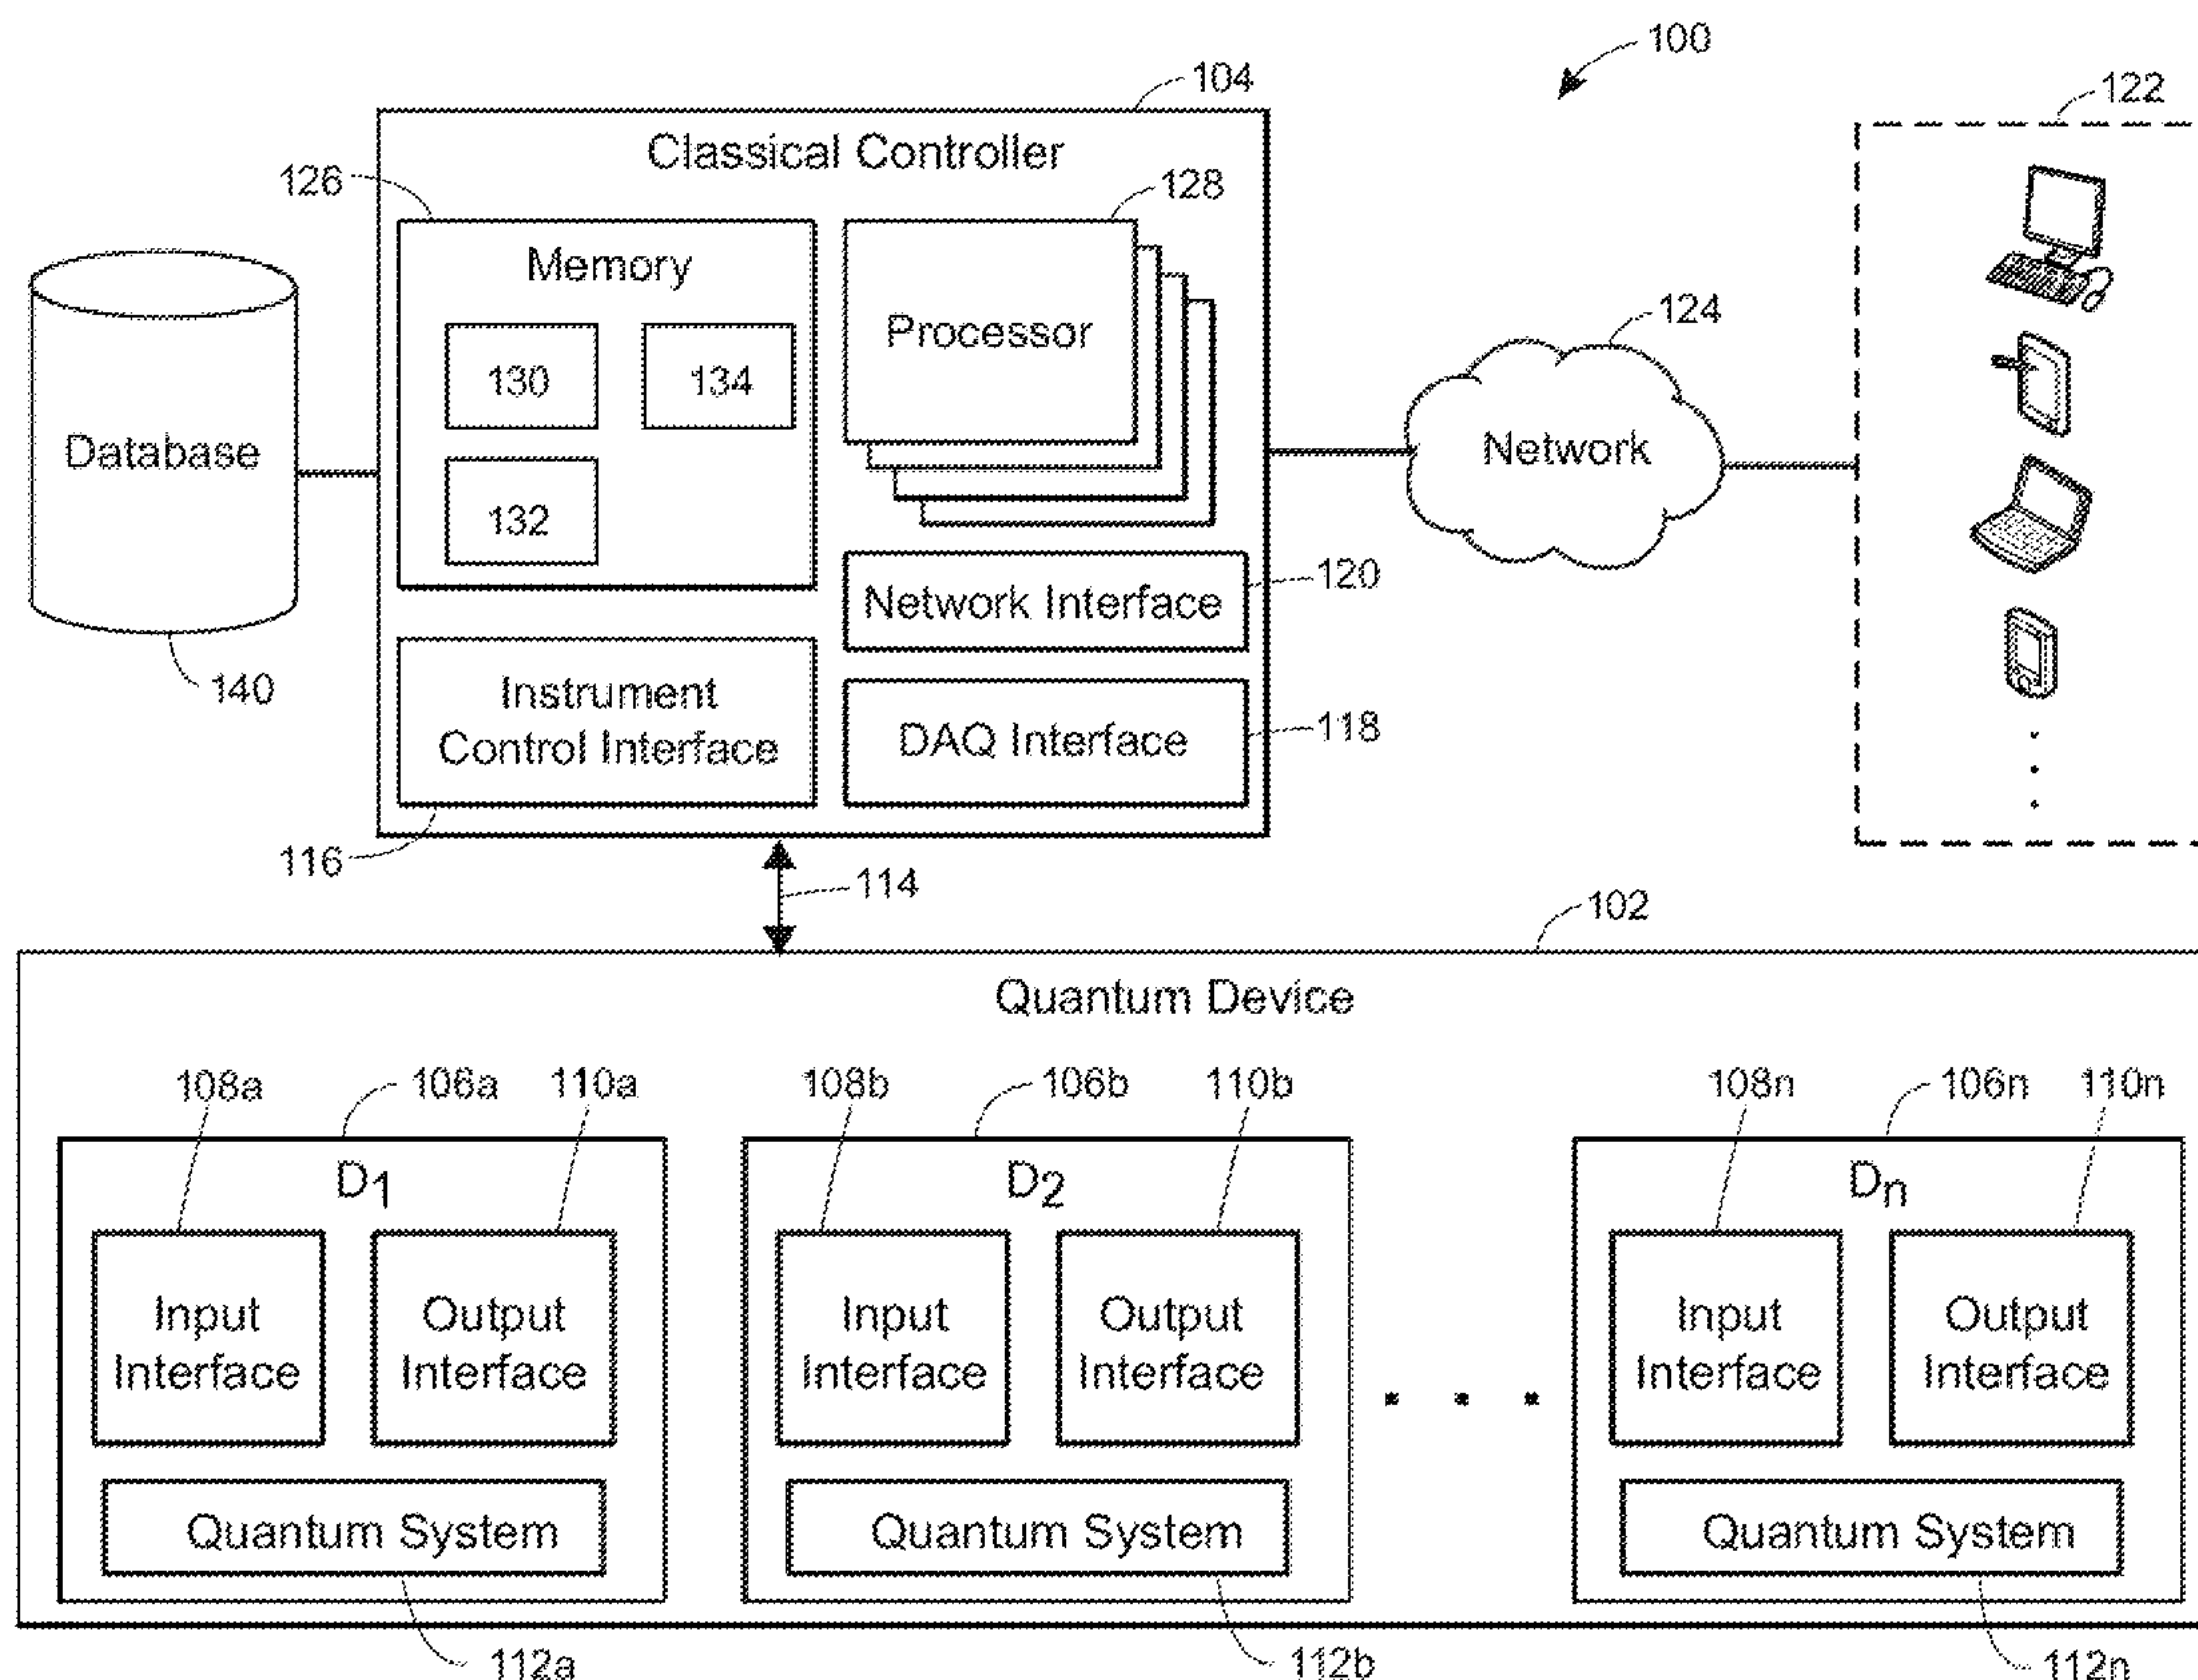 100
104
122
Classical Controller
126
128
Memory
Processor
124
130
134
Network
Database
132
120
Network Interface
140
Instrument
Control Interface
DAQ Interface
118
116
114
102
Quantum Device
108a
106a
110a
108b
106b
110b
108n
106n
110n
D1
D2
Dn
Input
Interface
Output
Interface
Input
Interface
Output
Interface
. . .
Input
Interface
Output
Interface
Quantum System
Quantum System
Quantum System
112a
112b
112n